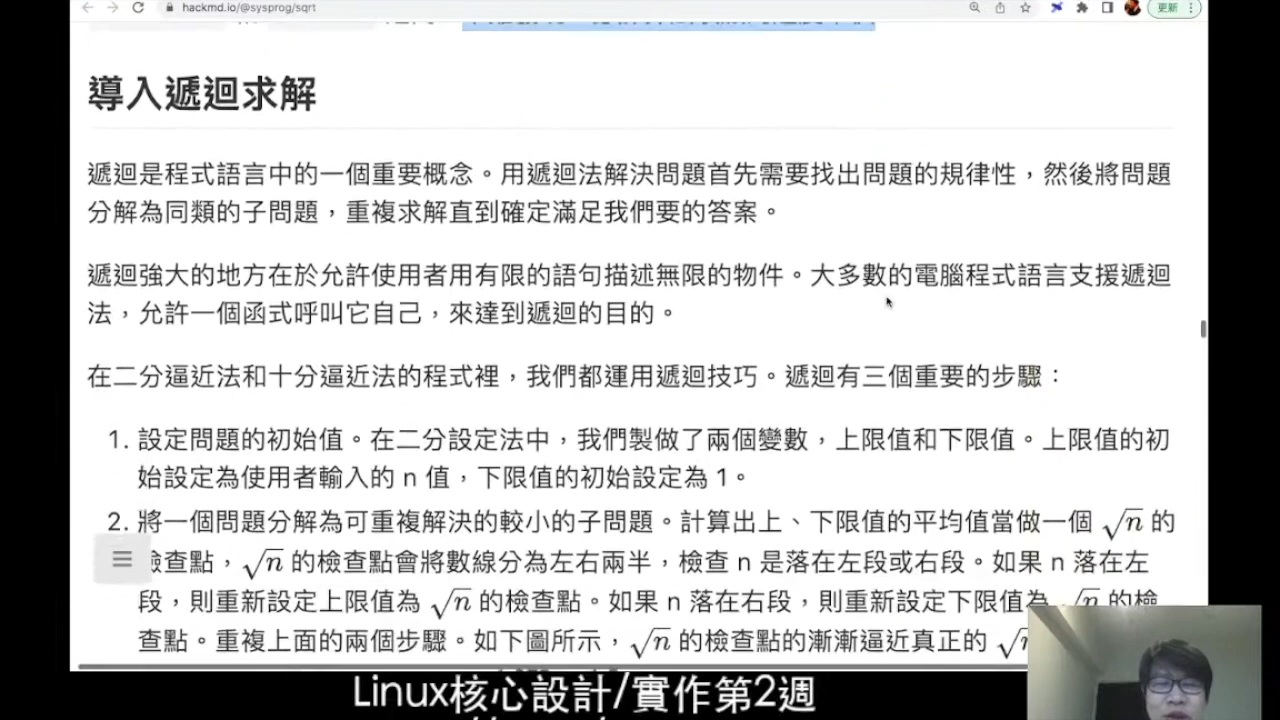 hackmd.io/@sysprog/sqrt
更新
導入遞迴求解
遞迴是程式語言中的一個重要概念。用遞迴法解決問題首先需要找出問題的規律性，然後將問題
分解為同類的子問題，重複求解直到確定滿足我們要的答案。
遞迴強大的地方在於允許使用者用有限的語句描述無限的物件。大多數的電腦程式語言支援遞迴
法，允許一個函式呼叫它自己，來達到遞迴的目的。
在二分逼近法和十分逼近法的程式裡，我們都運用遞迴技巧。遞迴有三個重要的步驟：
1. 設定問題的初始值。在二分設定法中，我們製做了兩個變數，上限值和下限值。上限值的初
始設定為使用者輸入的 n 值，下限值的初始設定為 1。
2. 將一個問題分解為可重複解決的較小的子問題。計算出上、下限值的平均值當做一個 √n 的
檢查點，√n 的檢查點會將數線分為左右兩半，檢查 n 是落在左段或右段。如果 n 落在左
段，則重新設定上限值為 √n 的檢查點。如果 n 落在右段，則重新設定下限值為 √n 的檢
查點。重複上面的兩個步驟。如下圖所示，√n 的檢查點的漸漸逼近真正的 √n
Linux核心設計/實作第2週